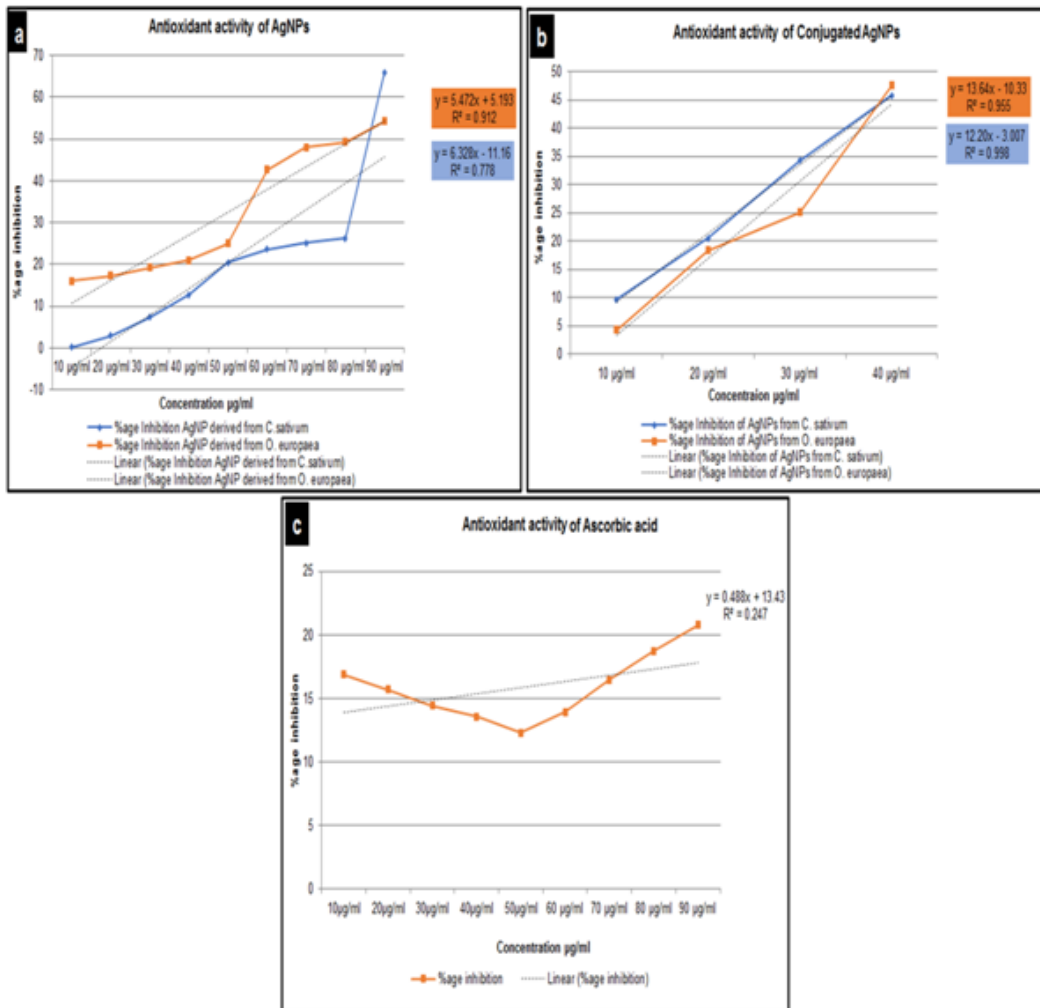 a
Antioxidant activity of AgNPs
70
60
50
40
30
20
10
0
-10
%age inhibition
10 µg/ml 20 µg/ml 30 µg/ml 40 µg/ml 50 µg/ml 60 µg/ml 70 µg/ml 80 µg/ml 90 µg/ml
Concentration µg/ml
y = 5.472x + 5.193
R² = 0.912
y = 6.328x - 11.16
R² = 0.778
%age Inhibition AgNP derived from C.sativum
%age Inhibition AgNP derived from O. europaea
Linear (%age Inhibition AgNP derived from C.sativum)
Linear (%age Inhibition AgNP derived from O. europaea)
b
Antioxidant activity of Conjugated AgNPs
50
45
40
35
30
25
20
15
10
5
0
%age inhibition
10 µg/ml 20 µg/ml 30 µg/ml 40 µg/ml
Concentraion µg/ml
y = 13.64x - 10.33
R² = 0.955
y = 12.20x - 3.007
R² = 0.998
%age Inhibition of AgNPs from C. sativum
%age Inhibition of AgNPs from O. europaea
Linear (%age Inhibition of AgNPs from C. sativum)
Linear (%age Inhibition of AgNPs from O. europaea)
c
Antioxidant activity of Ascorbic acid
25
20
15
10
5
0
%age inhibition
10µg/ml 20µg/ml 30µg/ml 40µg/ml 50µg/ml 60 µg/ml 70 µg/ml 80 µg/ml 90 µg/ml
Concentration µg/ml
y = 0.488x + 13.43
R² = 0.247
%age inhibition Linear (%age inhibition)